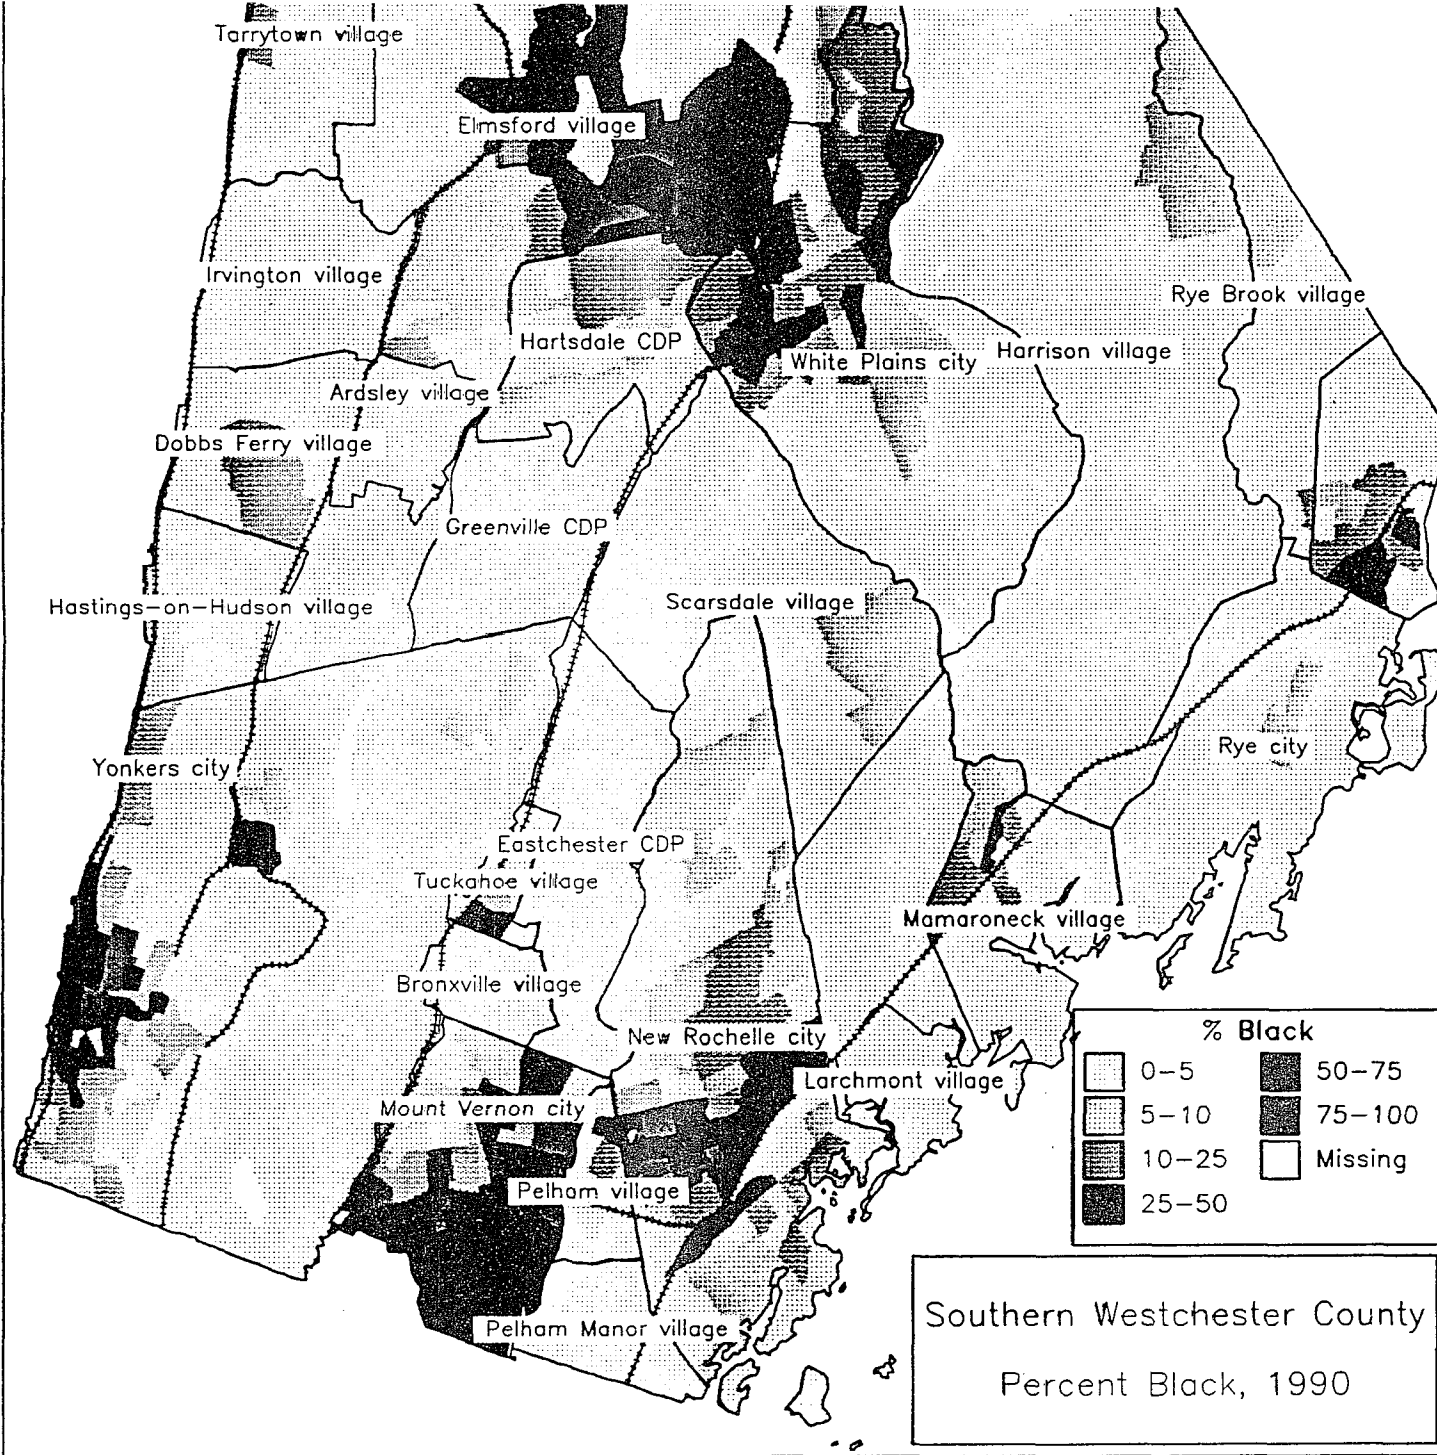 Tarrytown village
Elmsford village
Irvington village
Rye Brook village
Hartsdale CDP
White Plains city
Harrison village
Ardsley village
Dobbs Ferry village
Greenville CDP
Hastings-on-Hudson village
Scarsdale village
Rye city
Yonkers city
Eastchester CDP
Tuckahoe village
Mamaroneck village
Bronxville village
New Rochelle city
Larchmont village
Mount Vernon city
Pelham village
Pelham Manor village
% Black
0-5
50-75
5-10
75-100
10-25
Missing
25-50
Southern Westchester County
Percent Black, 1990